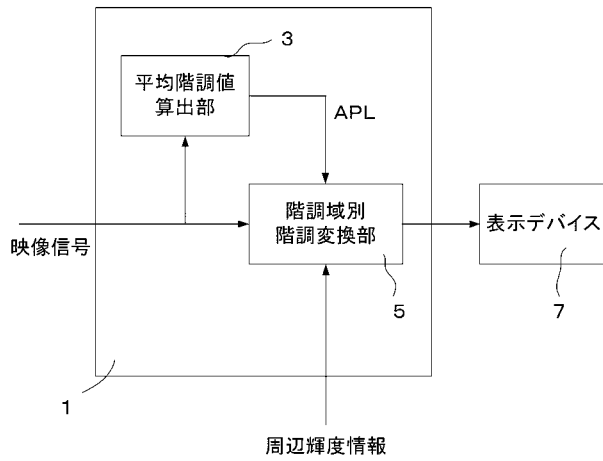 3
平均階調値
算出部
APL
階調域別
階調変換部
表示デバイス
映像信号
5
7
1
周辺輝度情報